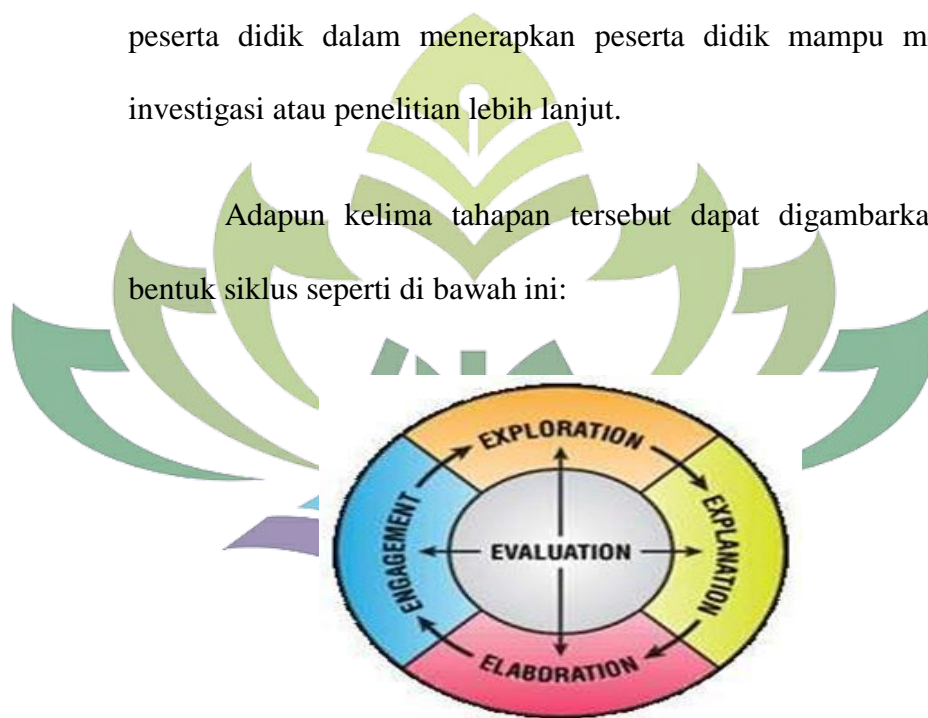 peserta didik dalam menerapkan peserta didik mampu m
investigasi atau penelitian lebih lanjut.
Adapun kelima tahapan tersebut dapat digambarka
bentuk siklus seperti di bawah ini:
EXPLORATION
ENGAGEMENT
EVALUATION
EXPLANATION
ELABORATION